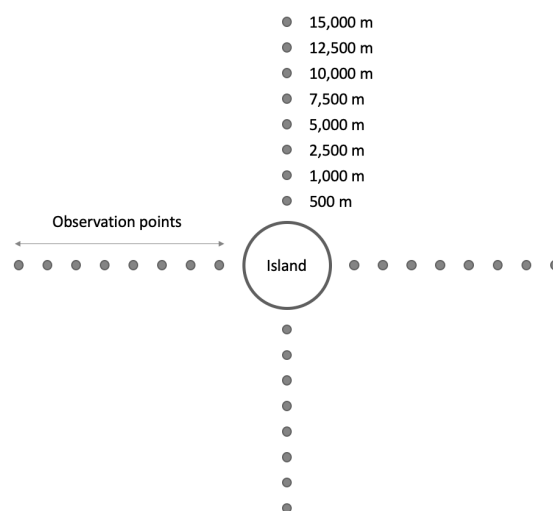 15,000 m
12,500 m
10,000 m
7,500 m
5,000 m
2,500 m
1,000 m
500 m
Observation points
Island